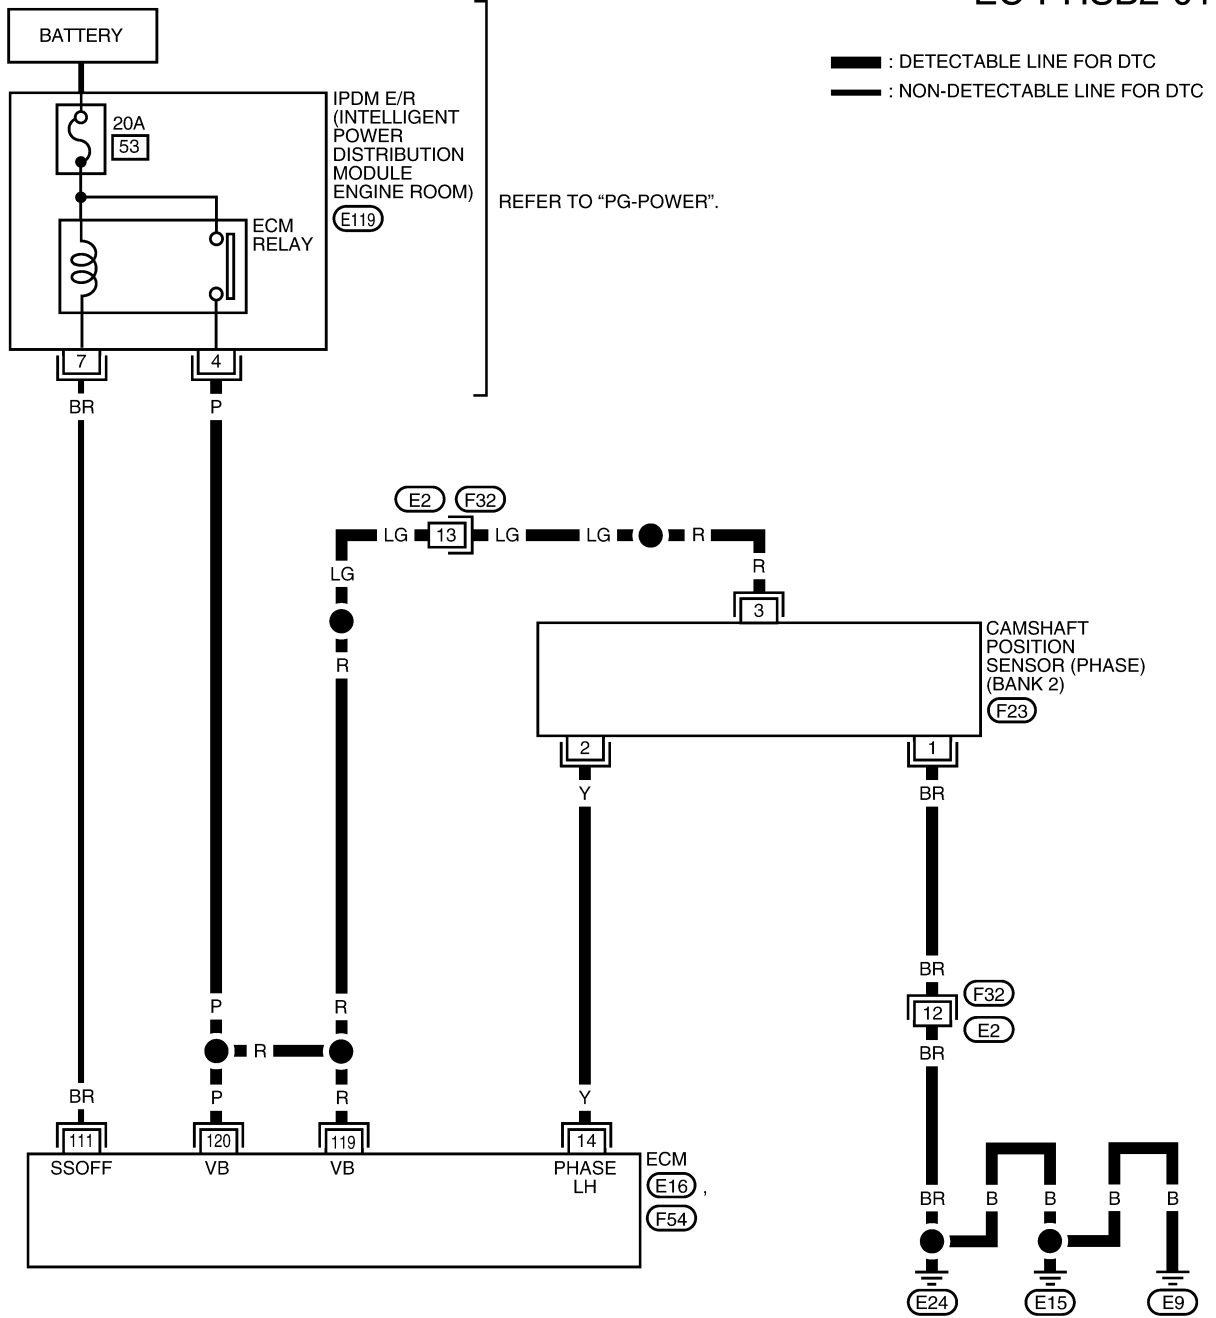 BATTERY
: DETECTABLE LINE FOR DTC
: NON-DETECTABLE LINE FOR DTC
20A
53
IPDM E/R
(INTELLIGENT
POWER
DISTRIBUTION
MODULE
ENGINE ROOM)
E119
ECM
RELAY
REFER TO “PG-POWER”.
7
4
BR
P
E2
F32
LG
13
LG
LG
R
LG
R
3
R
CAMSHAFT
POSITION
SENSOR (PHASE)
(BANK 2)
F23
2
1
Y
BR
BR
F32
12
E2
BR
P
R
R
BR
P
R
Y
111
120
119
14
SSOFF
VB
VB
PHASE
LH
ECM
E16 ,
F54
BR
B
B
B
B
E24
E15
E9